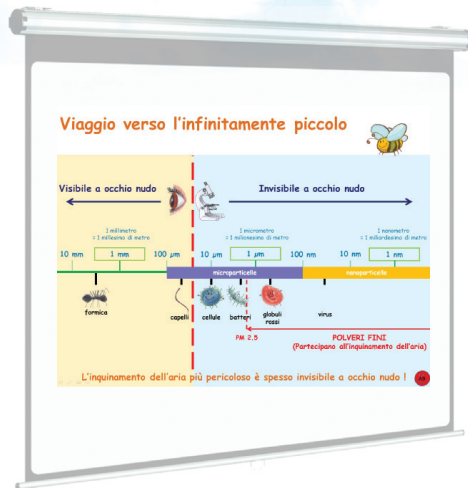 Viaggio verso l'infinitamente piccolo
Visibile a occhio nudo
Invisibile a occhio nudo
1 millimetro
= 1 millesimo di metro
1 micrometro
= 1 milionesimo di metro
1 nanometro
= 1 miliardesimo di metro
10 mm
1 mm
100 µm
10 µm
1 µm
100 nm
10 nm
1 nm
microparticelle
nanoparticelle
formica
capelli
cellule
batteri
globuli
rossi
virus
PM 2,5
POLVERI FINI
(Partecipano all'inquinamento dell'aria)
L'inquinamento dell'aria più pericoloso è spesso invisibile a occhio nudo !